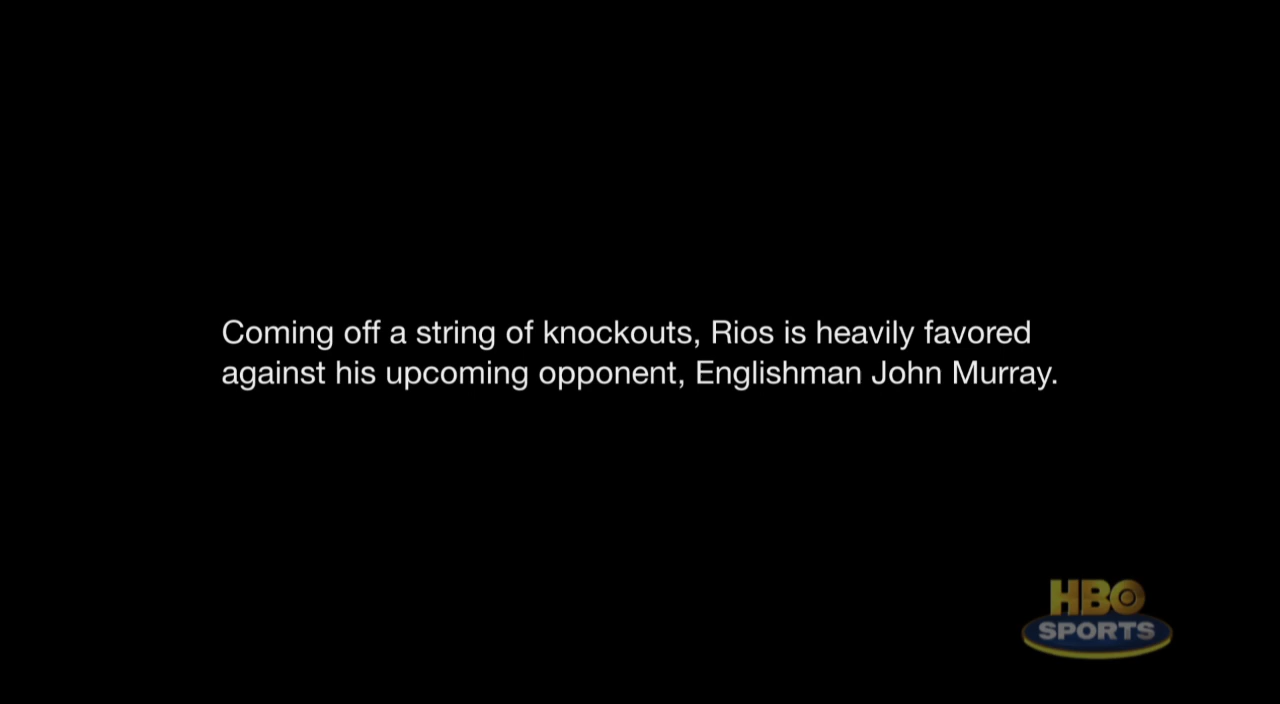 Coming off a string of knockouts, Rios is heavily favored
against his upcoming opponent, Englishman John Murray.
HBO
SPORTS